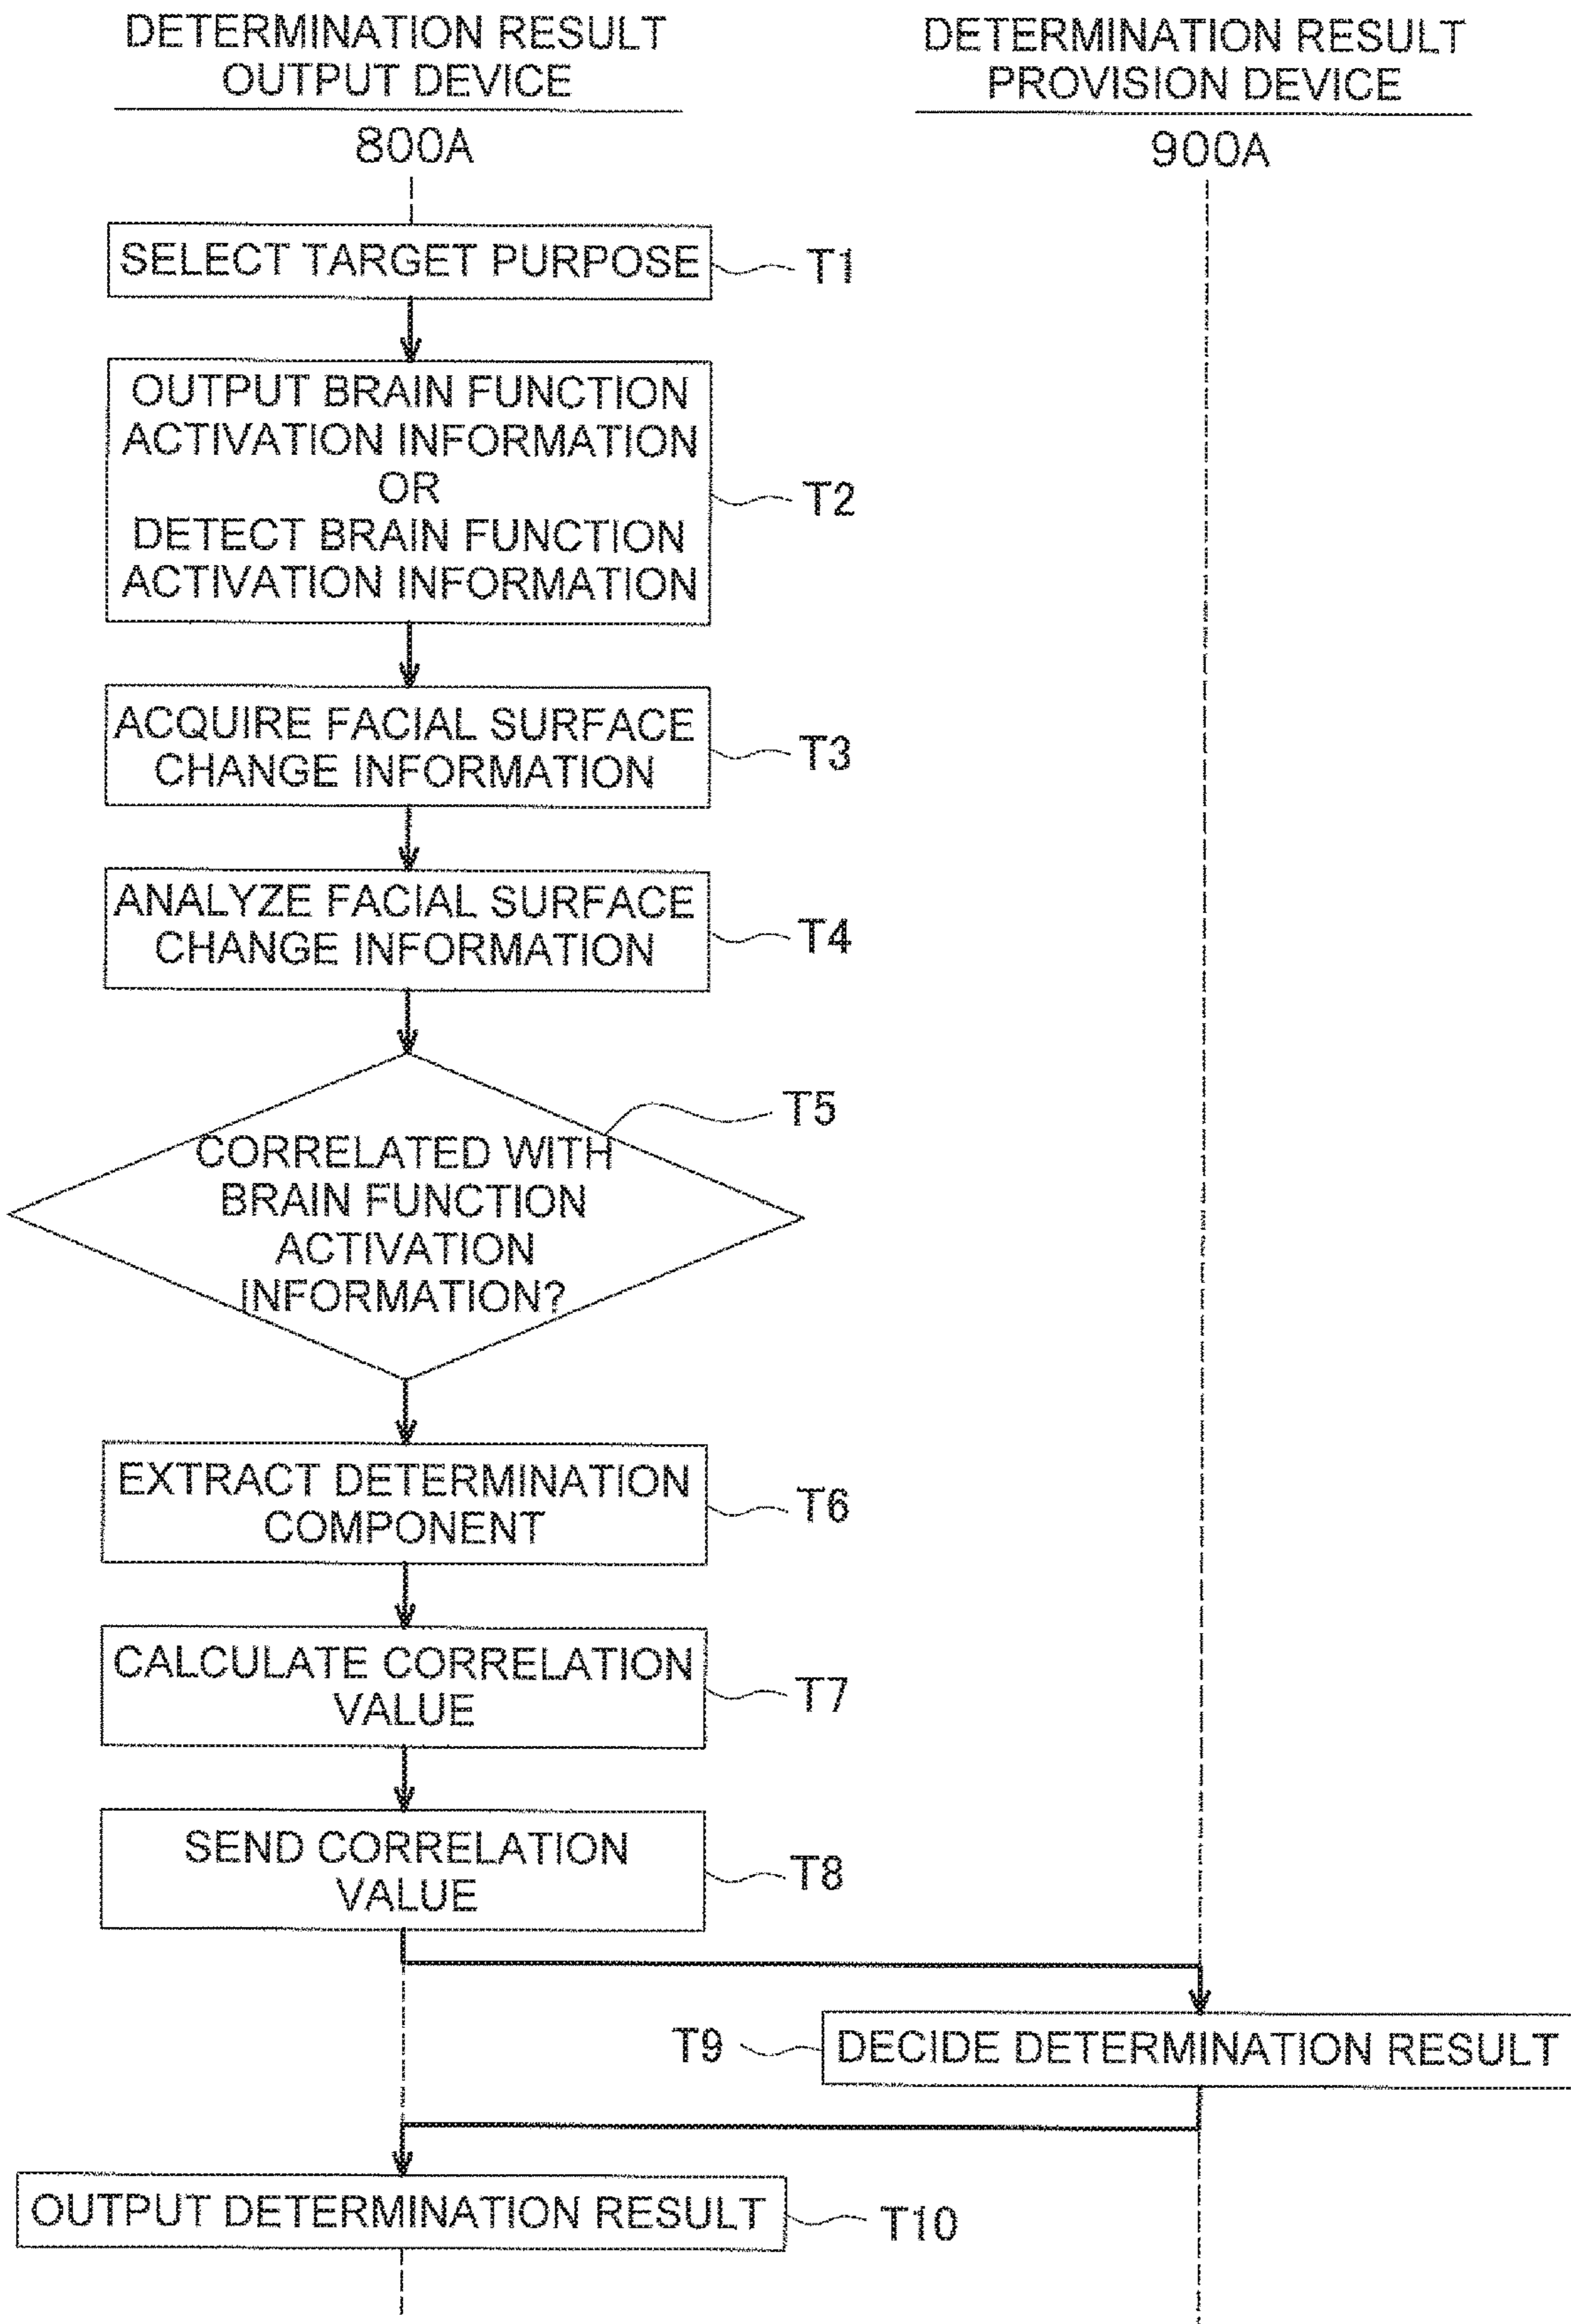 DETERMINATION RESULT
OUTPUT DEVICE
800A
DETERMINATION RESULT
PROVISION DEVICE
900A
SELECT TARGET PURPOSE
T1
OUTPUT BRAIN FUNCTION
ACTIVATION INFORMATION
OR
DETECT BRAIN FUNCTION
ACTIVATION INFORMATION
T2
ACQUIRE FACIAL SURFACE
CHANGE INFORMATION
T3
ANALYZE FACIAL SURFACE
CHANGE INFORMATION
T4
T5
CORRELATED WITH
BRAIN FUNCTION
ACTIVATION
INFORMATION?
EXTRACT DETERMINATION
COMPONENT
T6
CALCULATE CORRELATION
VALUE
T7
SEND CORRELATION
VALUE
T8
T9
DECIDE DETERMINATION RESULT
OUTPUT DETERMINATION RESULT
T10